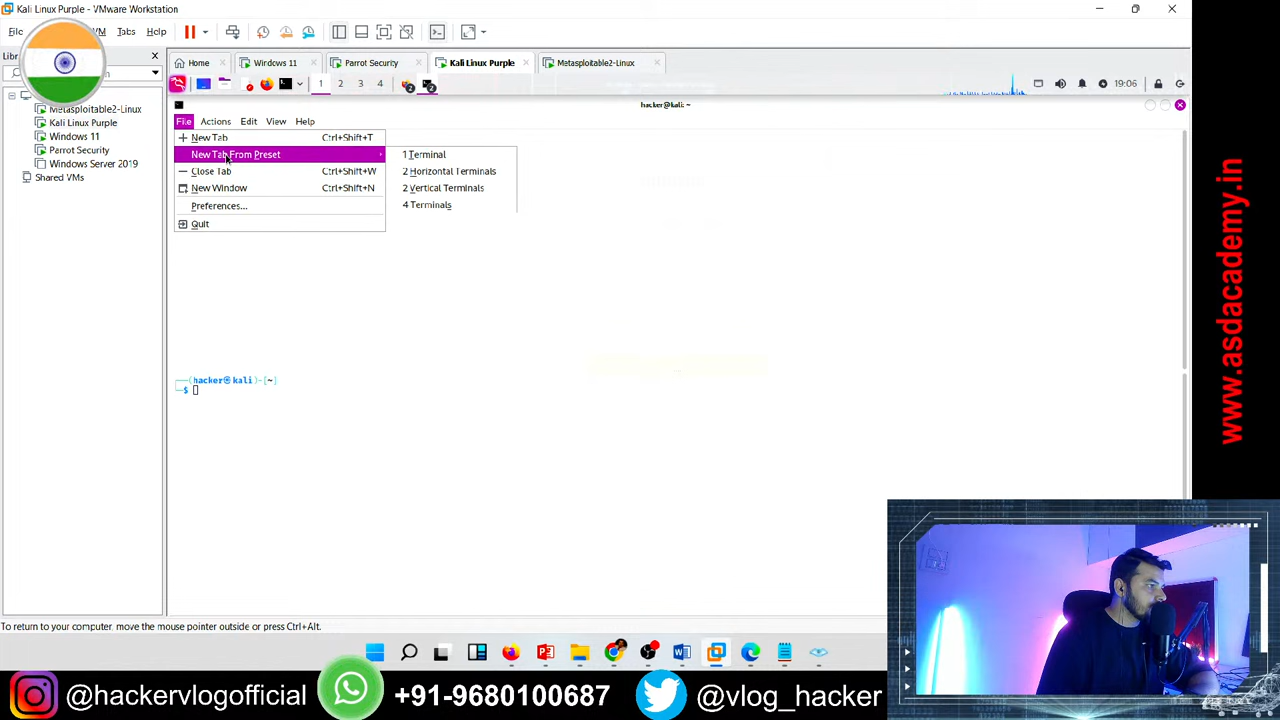 Kali Linux Purple - VMware Workstation
File VM Tabs Help
Home Windows 11 Parrot Security Kali Linux Purple Metasploitable2-Linux
1 2 3 4 19:06
Metasploitable2-Linux
Kali Linux Purple
Windows 11
Parrot Security
Windows Server 2019
Shared VMs
hacker@kali: ~
File Actions Edit View Help
New Tab Ctrl+Shift+T
New Tab From Preset
Close Tab Ctrl+Shift+W
New Window Ctrl+Shift+N
Preferences...
Quit
1 Terminal
2 Horizontal Terminals
2 Vertical Terminals
4 Terminals
(hacker㉿kali)-[~]
$
www.asdacademy.in
To return to your computer, move the mouse pointer outside or press Ctrl+Alt.
@hackervlogofficial +91-9680100687 @vlog_hacker